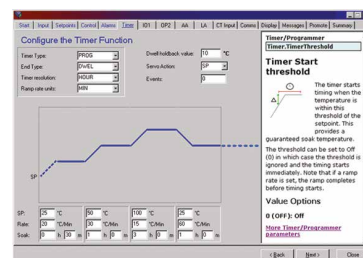 Start | Input | Setpoints | Control | Alarms | Timer | IO1 | OP2 | AA | LA | CT Input | Comms | Display | Messages | Promote | Summary
Configure the Timer Function
Timer Type: PROG
End Type: DWEL
Timer resolution: HOUR
Ramp rate units: MIN
Dwell holdback value: 10 °C
Servo Action: SP
Events: 0
SP
SP: 25 °C 50 °C 100 °C 25 °C
Rate: 20 °C/Min 30 °C/Min 15 °C/Min 60 °C/Min
Soak: 0 h 30 m 1 h 0 m 3 h 0 m 1 h 0 m
Timer/Programmer
Timer.TimerThreshold
Timer Start
threshold
The timer starts
timing when the
temperature is
within this
threshold of the
setpoint. This
provides a
guaranteed soak temperature.
The threshold can be set to Off
(0) in which case the threshold is
ignored and the timing starts
immediately. Note that if a ramp
rate is set, the ramp completes
before timing starts.
Value Options
0 (OFF): Off
More Timer/Programmer
parameters
< Back Next > Close